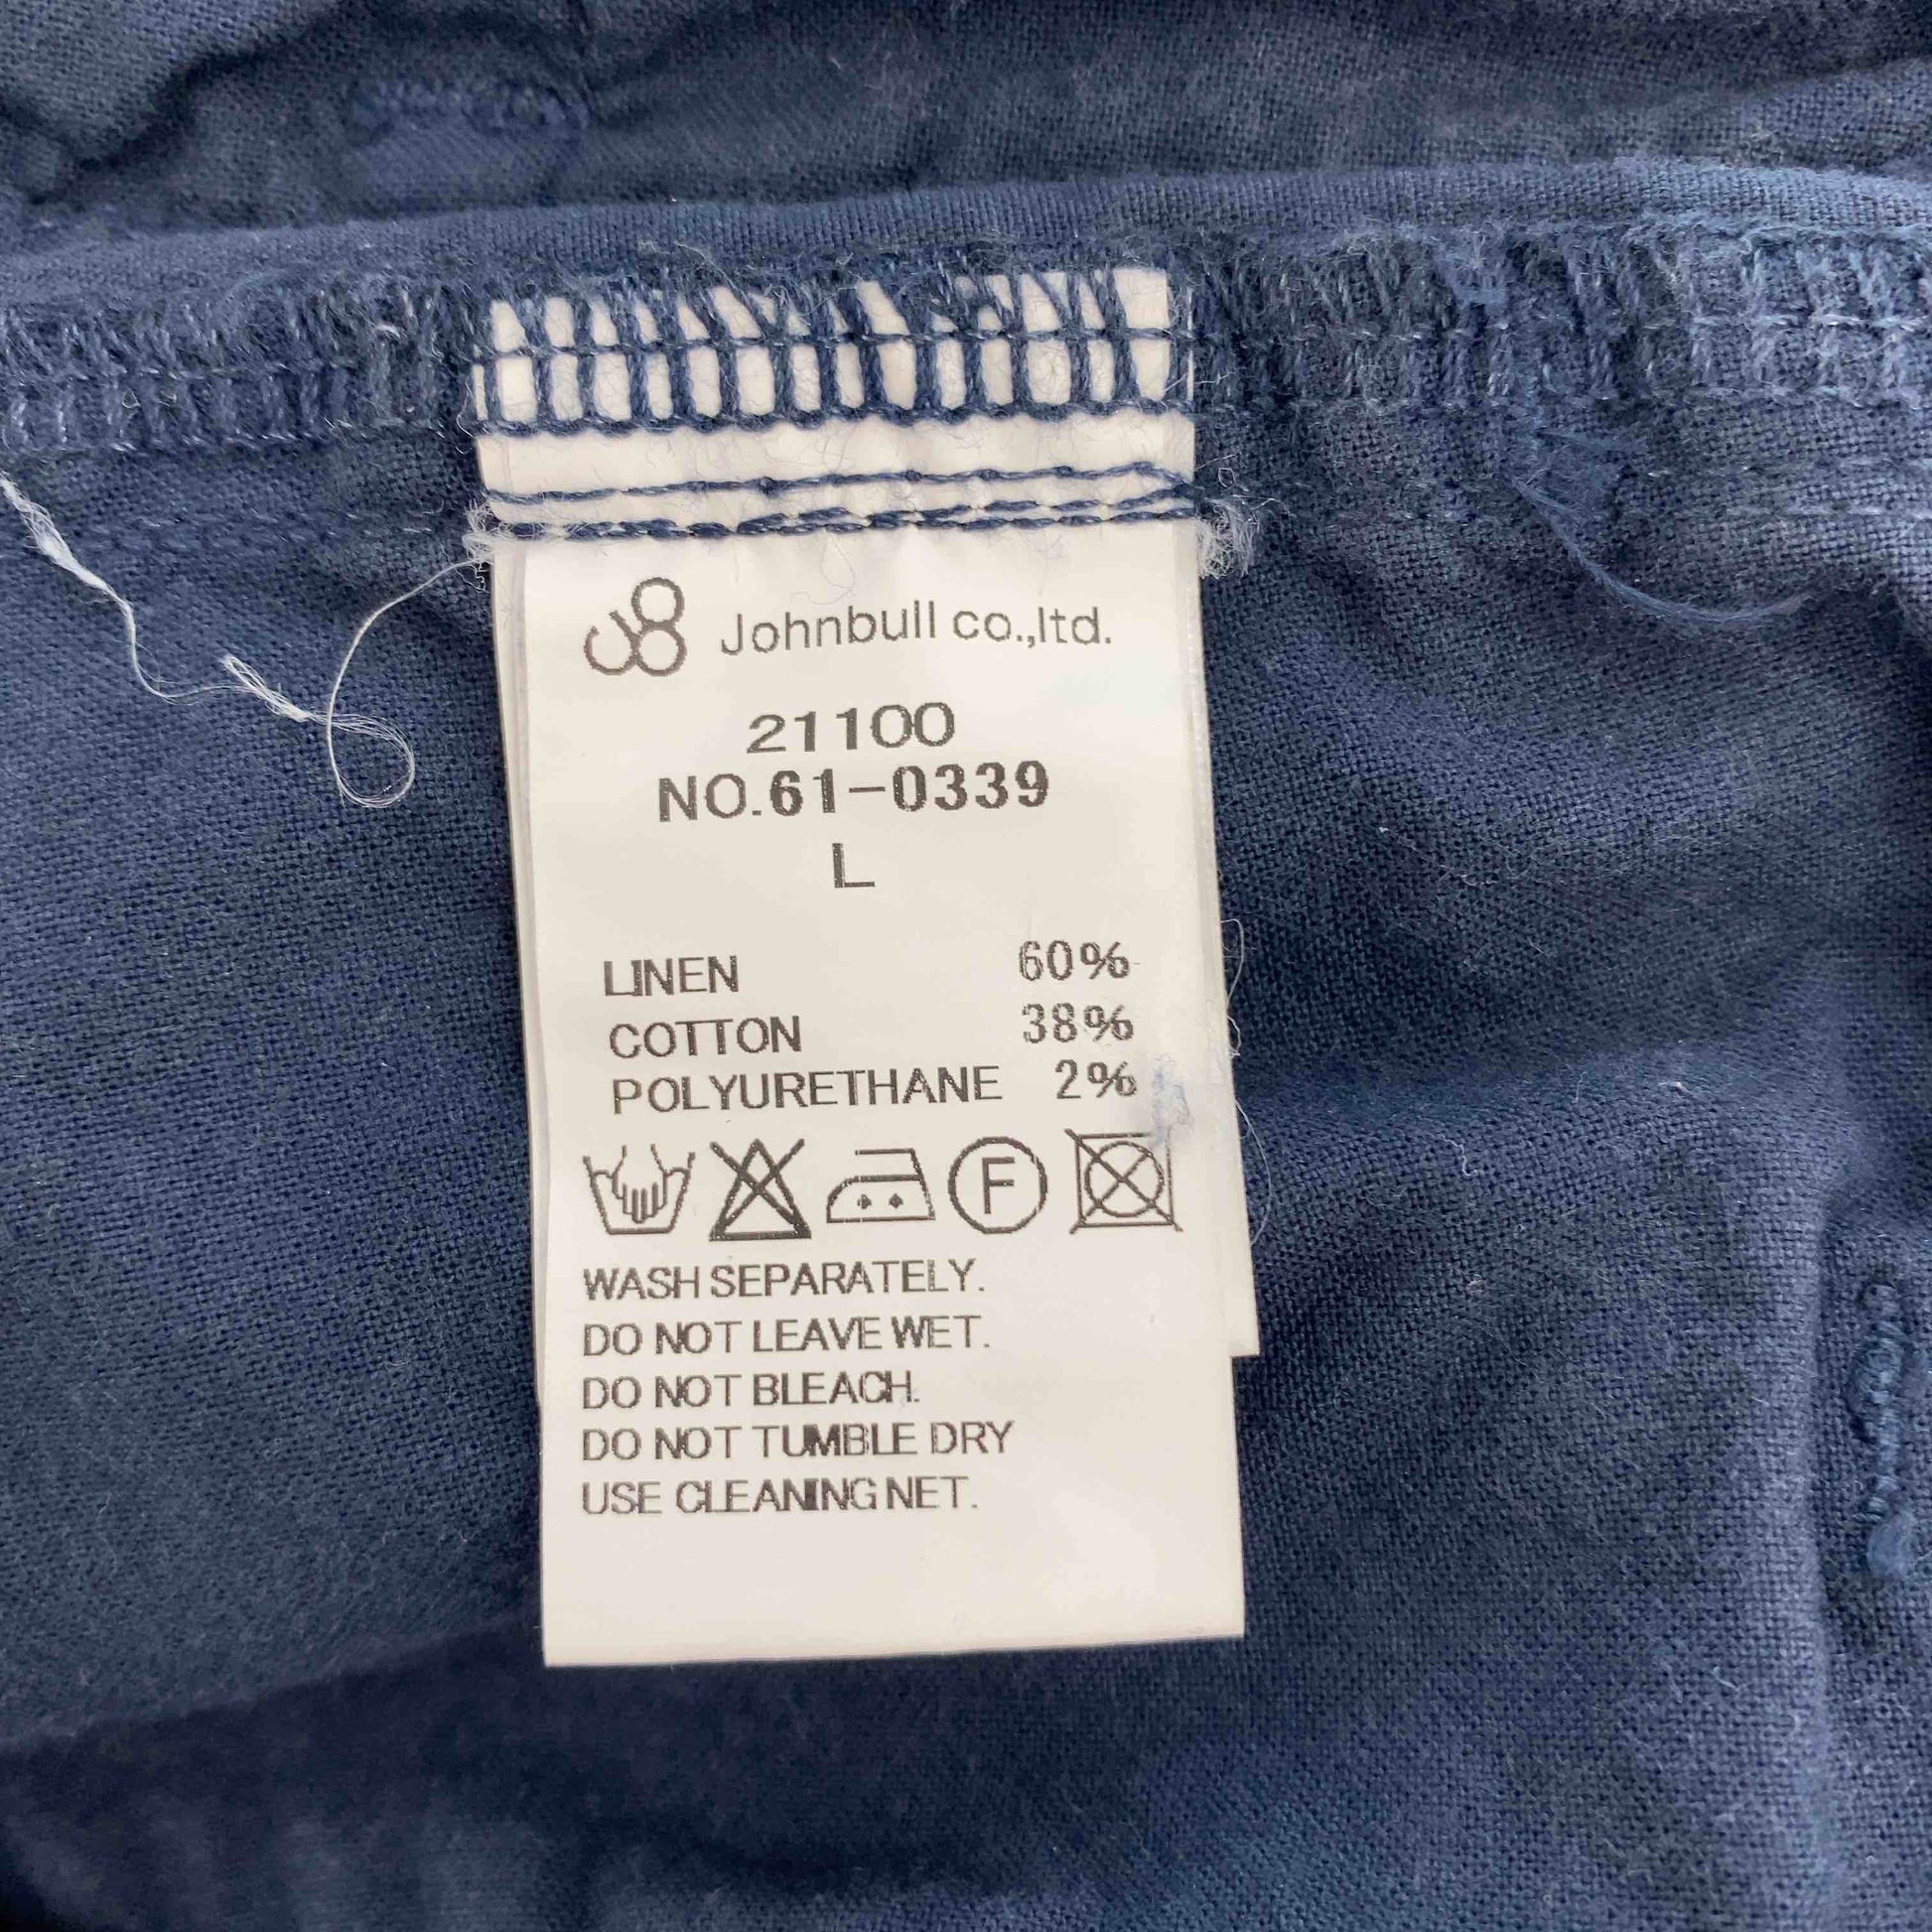 Johnbull co.,ltd.
21100
NO.61-0339
L
LINEN 60%
COTTON 38%
POLYURETHANE 2%
F
WASH SEPARATELY.
DO NOT LEAVE WET.
DO NOT BLEACH.
DO NOT TUMBLE DRY
USE CLEANING NET.